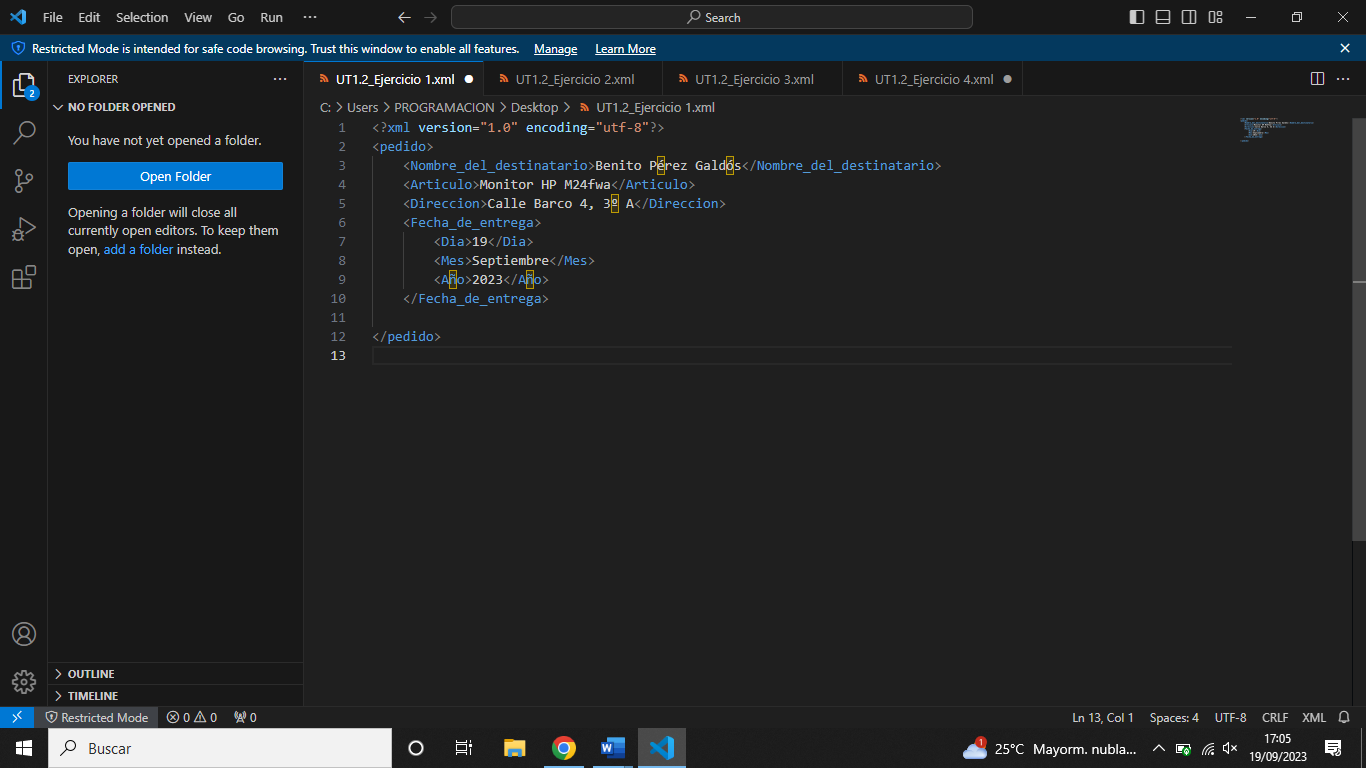 File Edit Selection View Go Run ···
Search
Restricted Mode is intended for safe code browsing. Trust this window to enable all features. Manage Learn More
EXPLORER ···
NO FOLDER OPENED
You have not yet opened a folder.
Open Folder
Opening a folder will close all
currently open editors. To keep them
open, add a folder instead.
OUTLINE
TIMELINE
2
UT1.2_Ejercicio 1.xml UT1.2_Ejercicio 2.xml UT1.2_Ejercicio 3.xml UT1.2_Ejercicio 4.xml ···
C: > Users > PROGRAMACION > Desktop > UT1.2_Ejercicio 1.xml
1 <?xml version="1.0" encoding="utf-8"?>
2 <pedido>
3 <Nombre_del_destinatario>Benito Pérez Galdós</Nombre_del_destinatario>
4 <Articulo>Monitor HP M24fwa</Articulo>
5 <Direccion>Calle Barco 4, 3º A</Direccion>
6 <Fecha_de_entrega>
7 <Dia>19</Dia>
8 <Mes>Septiembre</Mes>
9 <Año>2023</Año>
10 </Fecha_de_entrega>
11
12 </pedido>
13
Restricted Mode 0 0 0 Ln 13, Col 1 Spaces: 4 UTF-8 CRLF XML
Buscar 1 25°C Mayorm. nubla... 17:05
19/09/2023